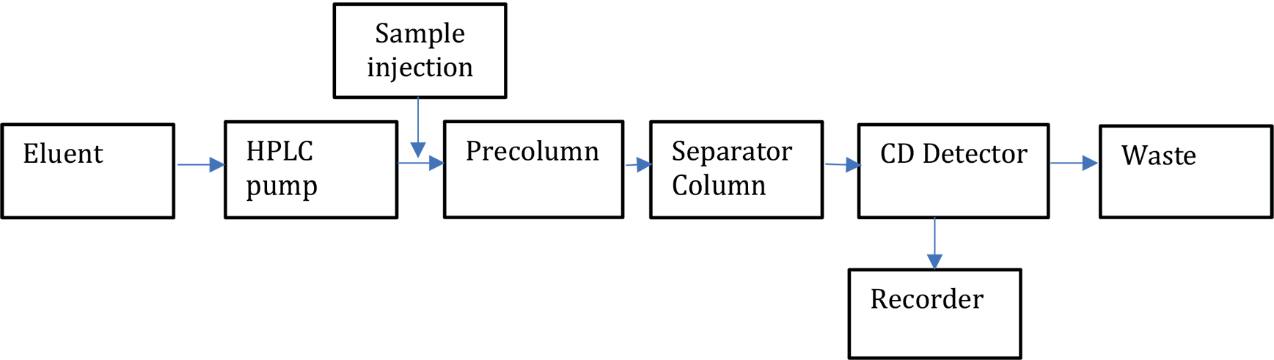 Sample
injection
Eluent
HPLC
pump
Precolumn
Separator
Column
CD Detector
Waste
Recorder